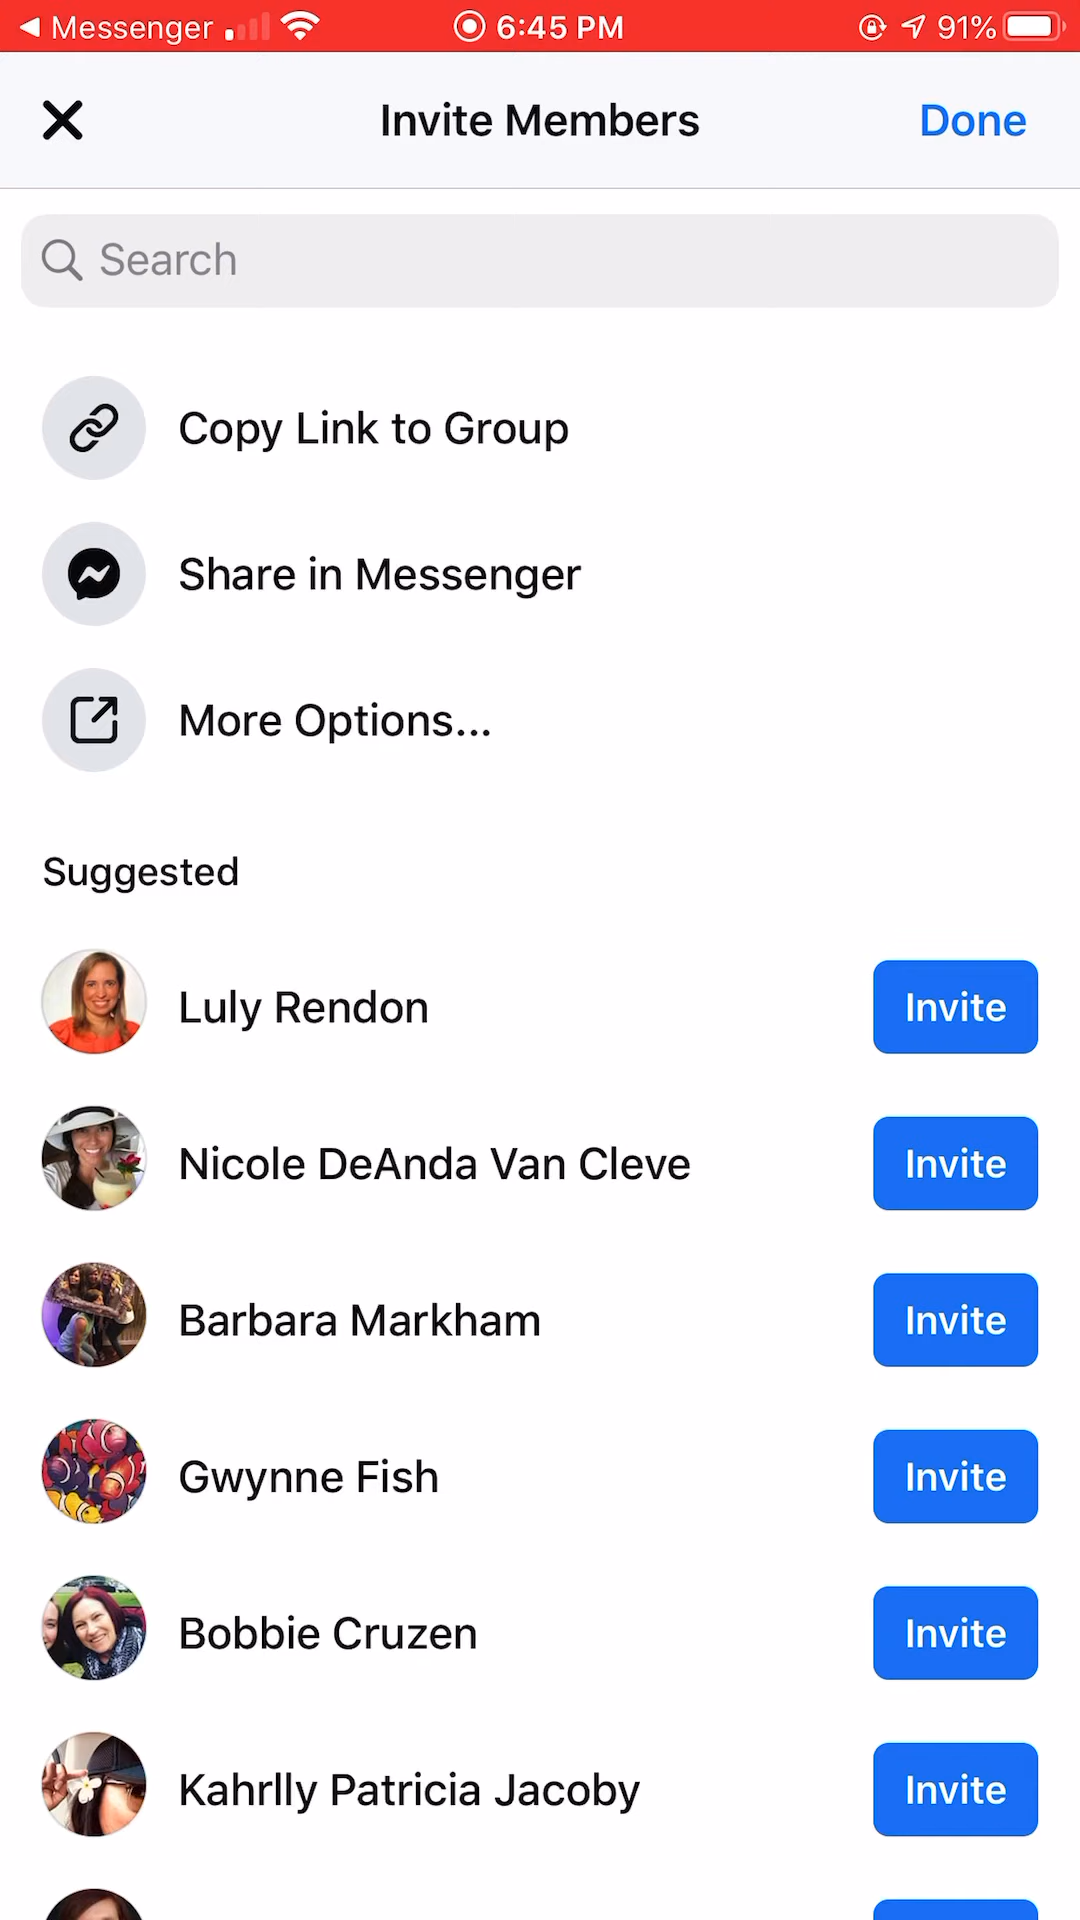 Messenger 6:45 PM 91%
Invite Members Done
Search
Copy Link to Group
Share in Messenger
More Options...
Suggested
Luly Rendon Invite
Nicole DeAnda Van Cleve Invite
Barbara Markham Invite
Gwynne Fish Invite
Bobbie Cruzen Invite
Kahrlly Patricia Jacoby Invite